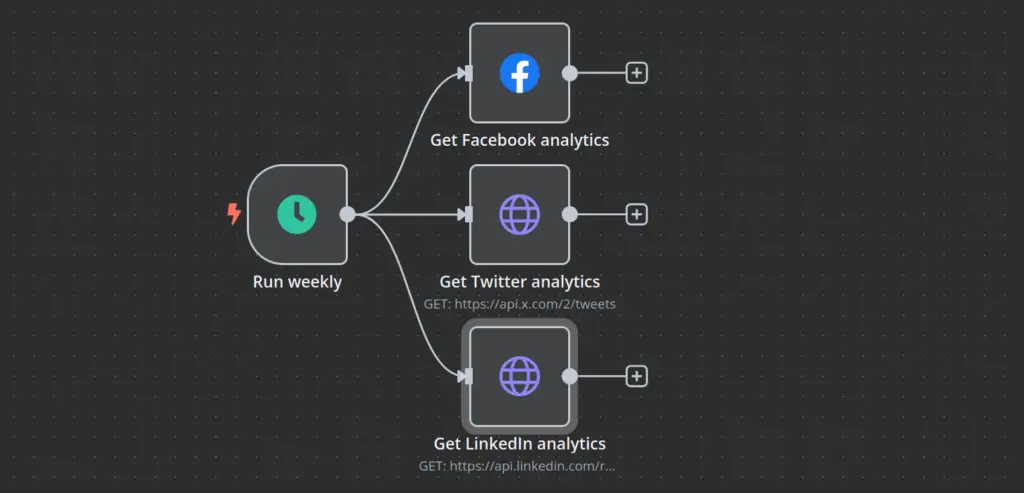 Get Facebook analytics
Run weekly
Get Twitter analytics
GET: https://api.x.com/2/tweets
Get LinkedIn analytics
GET: https://api.linkedin.com/r...